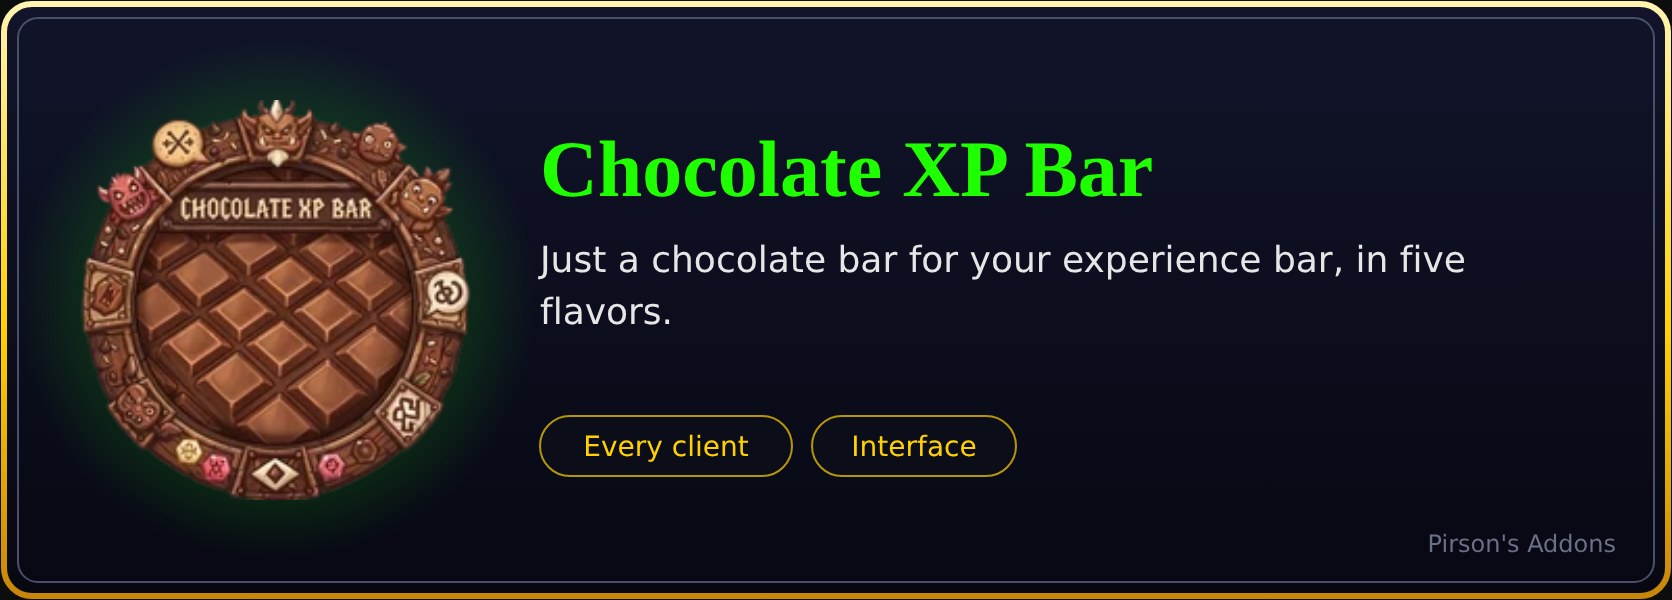 CHOCOLATE XP BAR
Chocolate XP Bar
Just a chocolate bar for your experience bar, in five
flavors.
Every client
Interface
Pirson's Addons